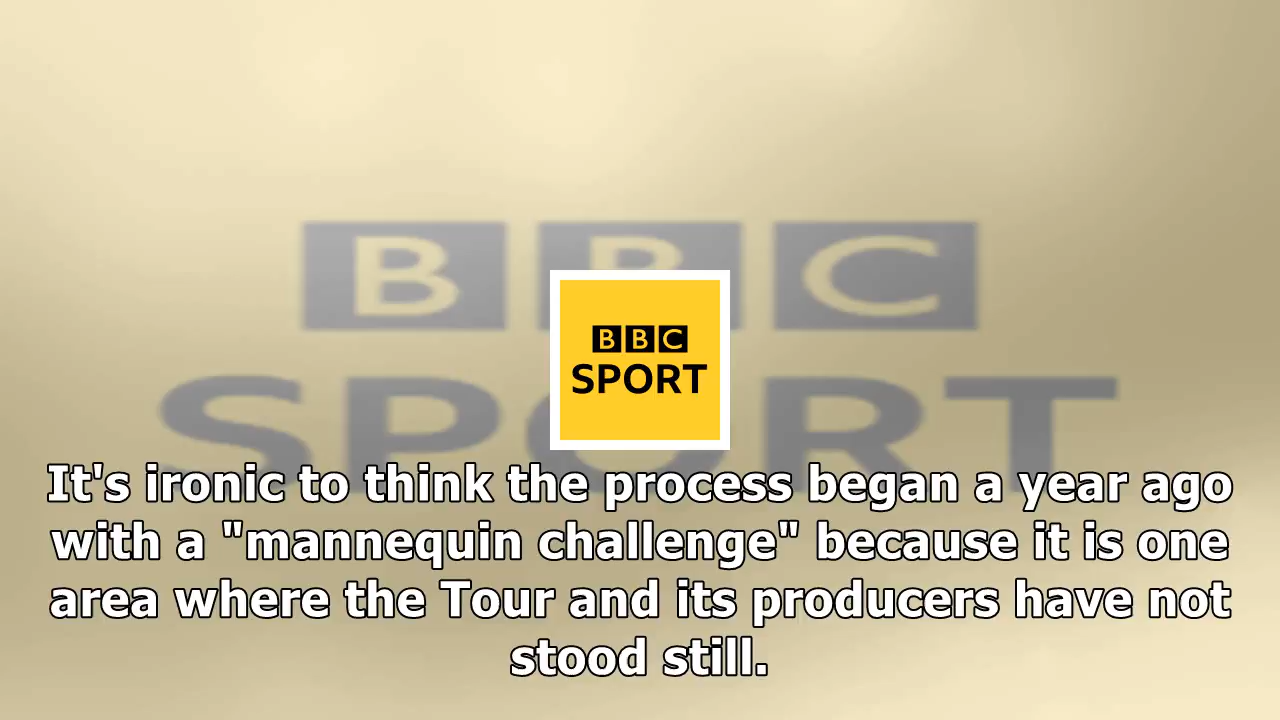 BBC
SPORT
BBC
SPORT
It's ironic to think the process began a year ago
with a "mannequin challenge" because it is one
area where the Tour and its producers have not
stood still.